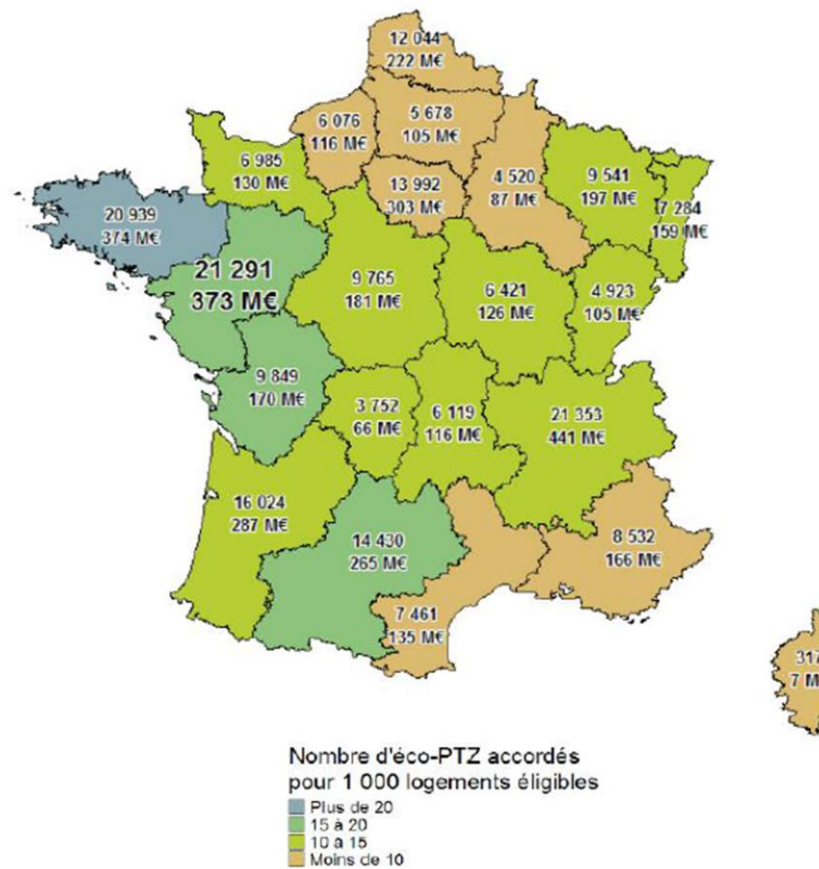 12 044
222 M€
6 076
116 M€
5 678
105 M€
6 985
130 M€
13 992
303 M€
4 520
87 M€
9 541
197 M€
7 284
159 M€
20 939
374 M€
21 291
373 M€
9 765
181 M€
6 421
126 M€
4 923
105 M€
9 849
170 M€
3 752
66 M€
6 119
116 M€
21 353
441 M€
16 024
287 M€
14 430
265 M€
8 532
166 M€
7 461
135 M€
317
7 M
Nombre d'éco-PTZ accordés
pour 1 000 logements éligibles
Plus de 20
15 à 20
10 à 15
Moins de 10